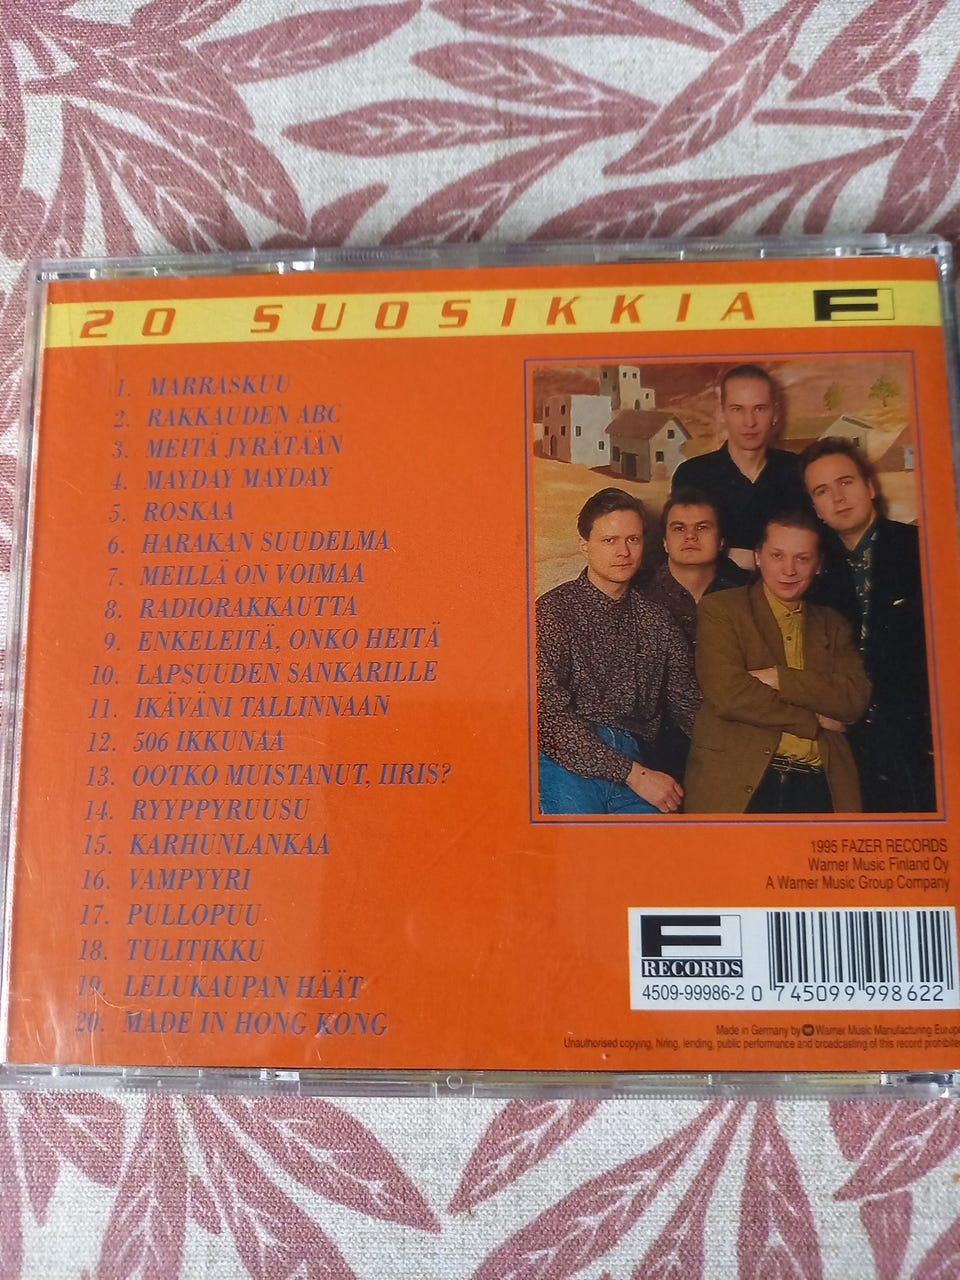 20 SUOSIKKIA F
1. MARRASKUU
2. RAKKAUDEN ABC
3. MEITÄ JYRÄTÄÄN
4. MAYDAY MAYDAY
5. ROSKAA
6. HARAKAN SUUDELMA
7. MEILLÄ ON VOIMAA
8. RADIORAKKAUTTA
9. ENKELEITÄ, ONKO HEITÄ
10. LAPSUUDEN SANKARILLE
11. IKÄVÄNI TALLINNAAN
12. 506 IKKUNAA
13. OOTKO MUISTANUT, IIRIS?
14. RYYPPYRUUSU
15. KARHUNLANKAA
16. VAMPYYRI
17. PULLOPUU
18. TULITIKKU
19. LELUKAUPAN HÄÄT
20. MADE IN HONG KONG
1995 FAZER RECORDS
Warner Music Finland Oy
A Warner Music Group Company
F
RECORDS
4509-99986-2
0 745099 998622
Made in Germany by Warner Music Manufacturing Europe
Unauthorised copying, hiring, lending, public performance and broadcasting of this record prohibited